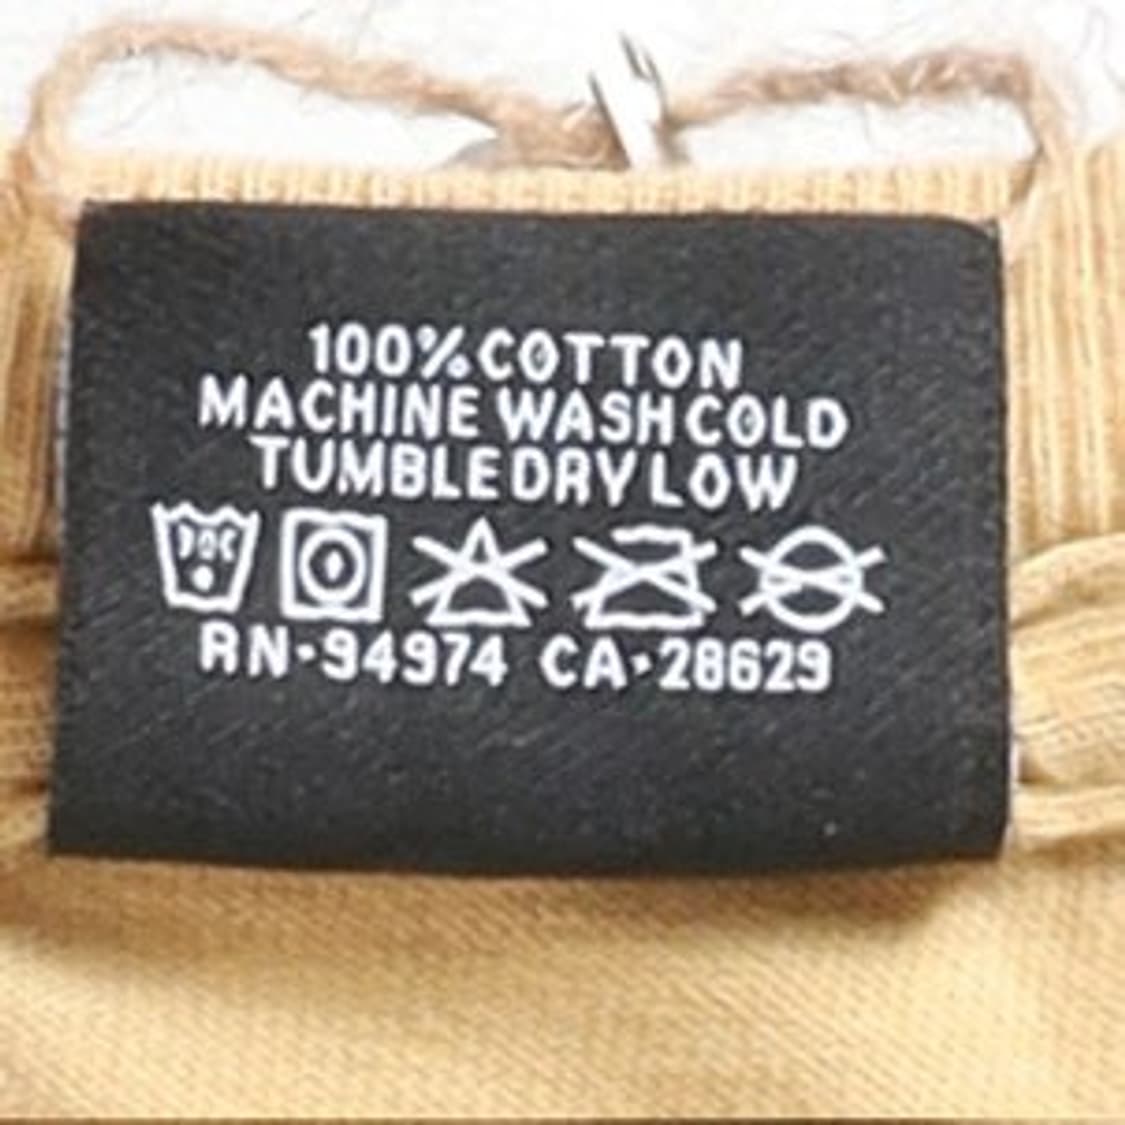 100% COTTON
MACHINE WASH COLD
TUMBLE DRY LOW
RN-94974 CA-28629